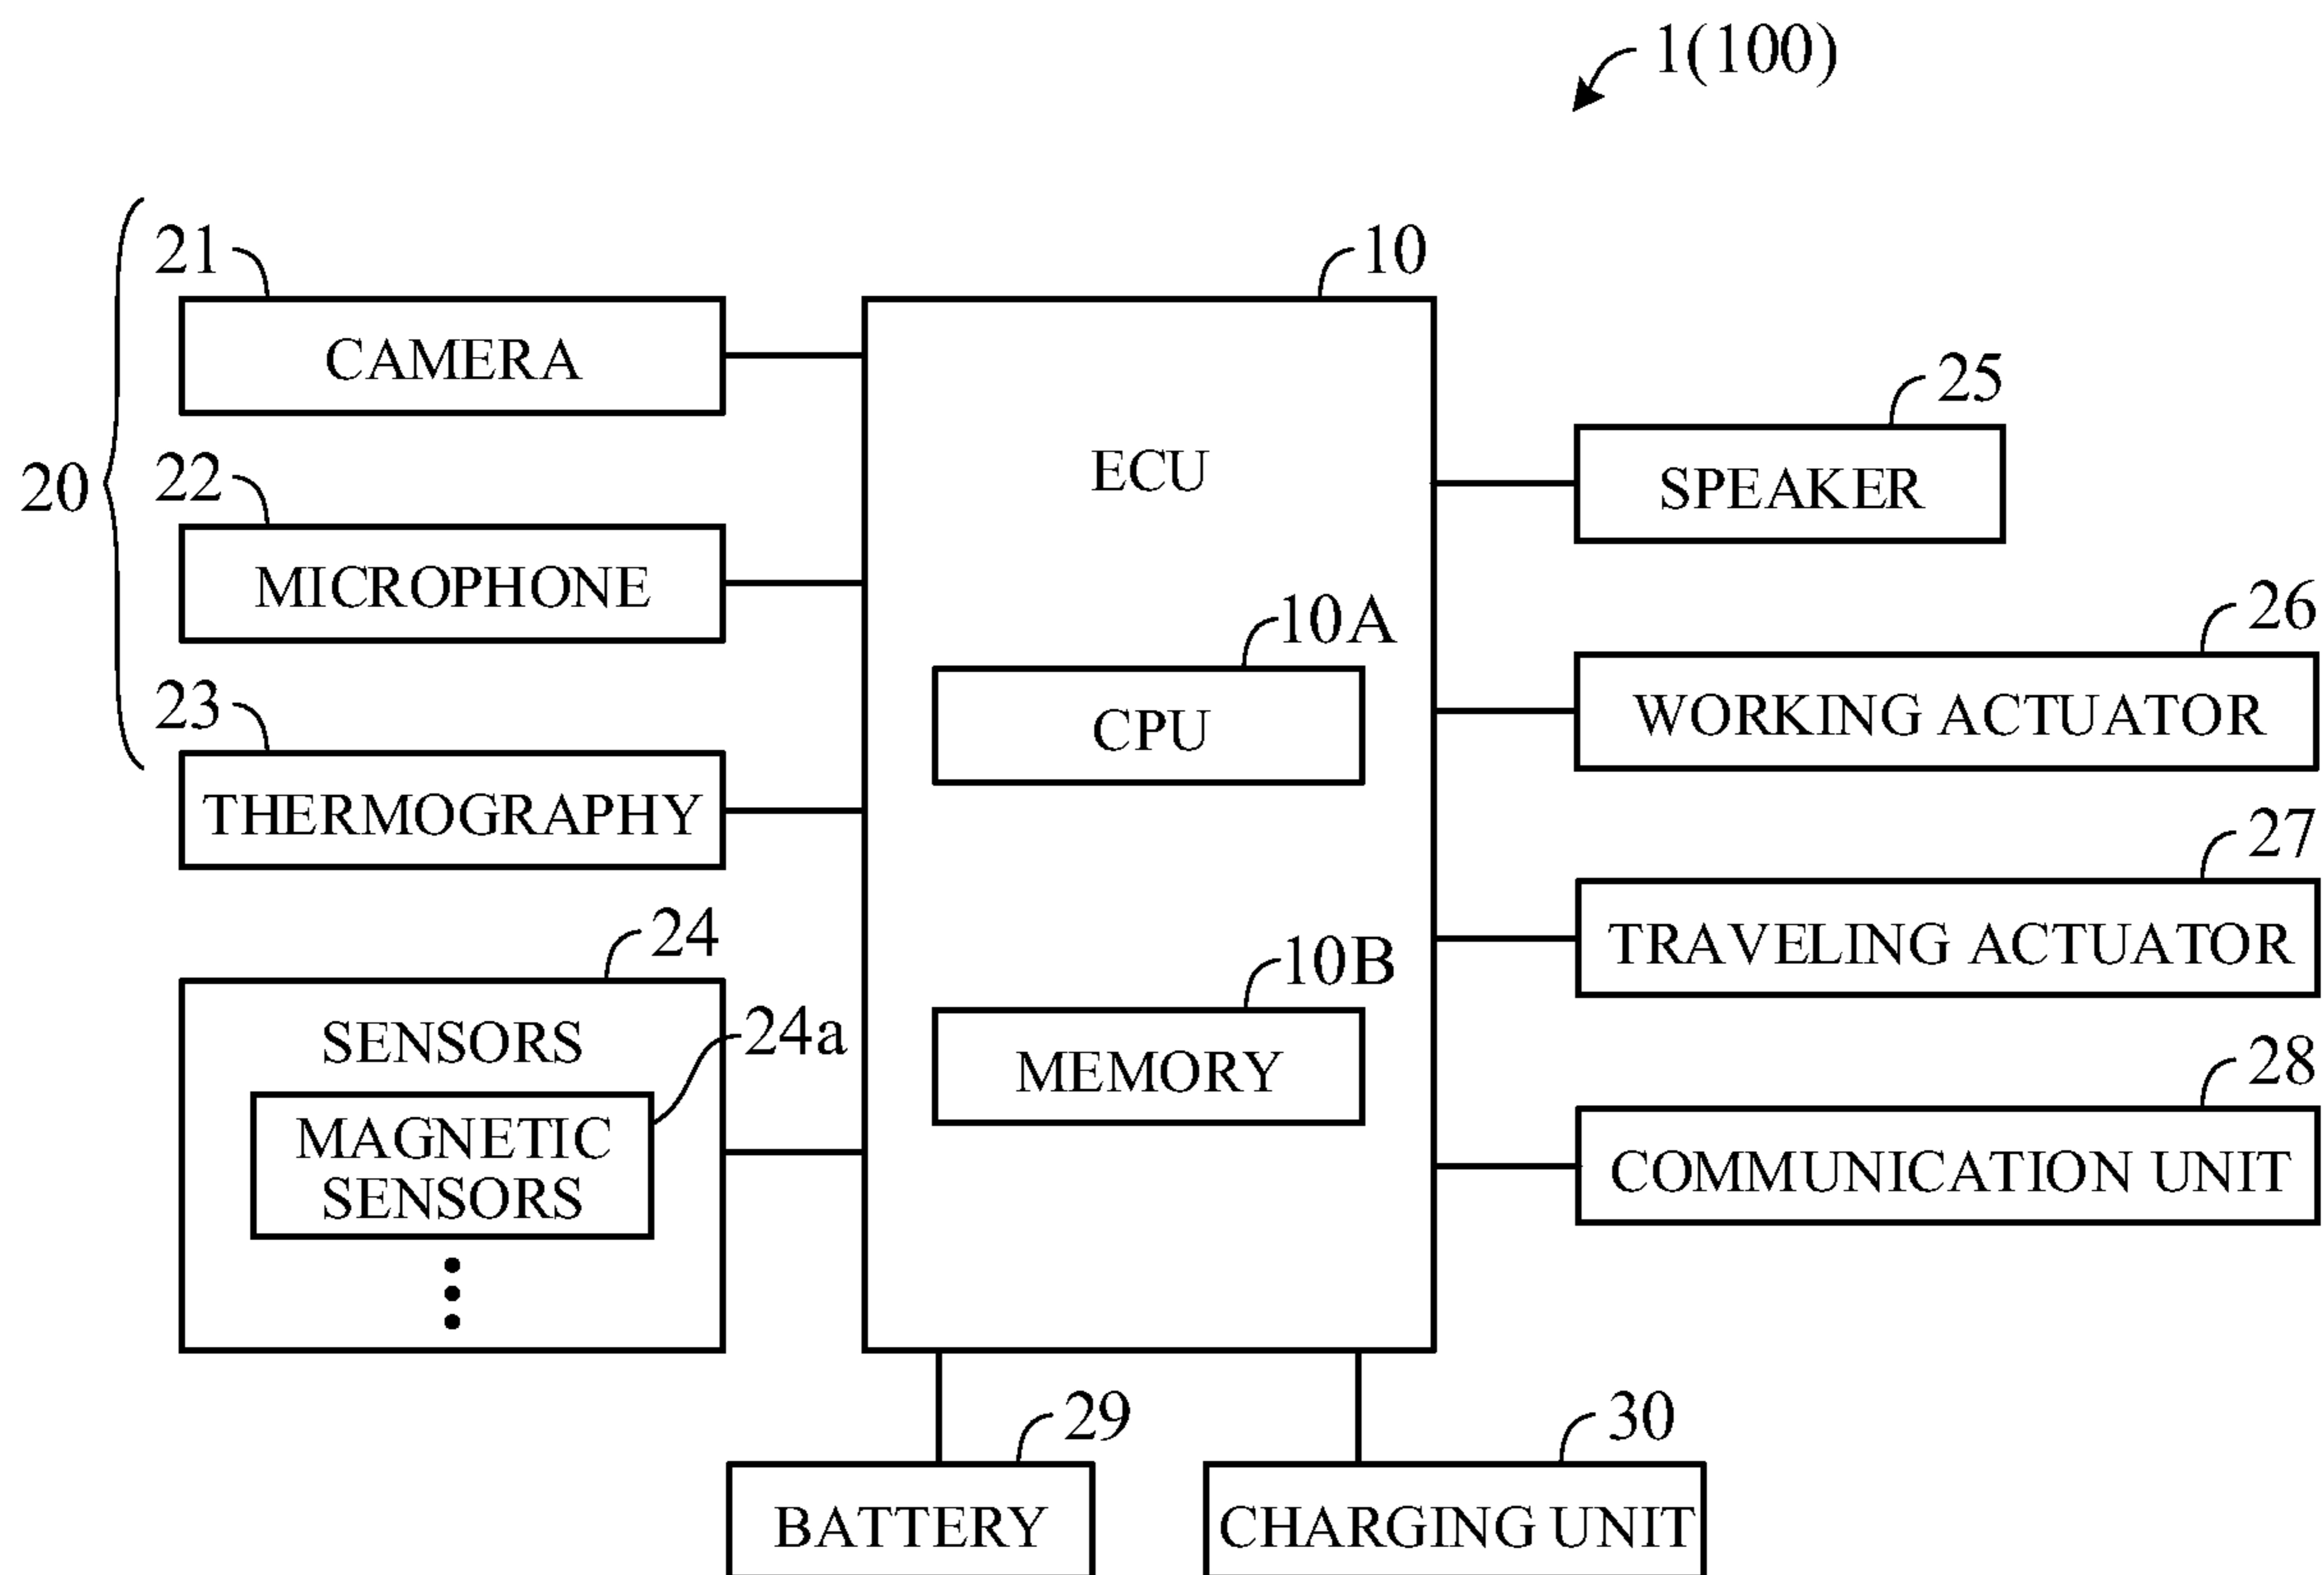 1(100)
20
21
CAMERA
22
MICROPHONE
23
THERMOGRAPHY
24
SENSORS
24a
MAGNETIC
SENSORS
10
ECU
10A
CPU
10B
MEMORY
25
SPEAKER
26
WORKING ACTUATOR
27
TRAVELING ACTUATOR
28
COMMUNICATION UNIT
29
BATTERY
30
CHARGING UNIT